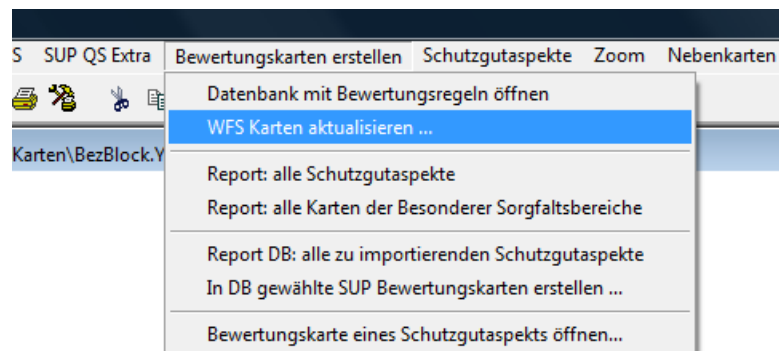 S SUP QS Extra Bewertungskarten erstellen Schutzgutaspekte Zoom Nebenkarten
Datenbank mit Bewertungsregeln öffnen
WFS Karten aktualisieren ...
Karten\BezBlock.Y
Report: alle Schutzgutaspekte
Report: alle Karten der Besonderer Sorgfaltsbereiche
Report DB: alle zu importierenden Schutzgutaspekte
In DB gewählte SUP Bewertungskarten erstellen ...
Bewertungskarte eines Schutzgutaspekts öffnen...